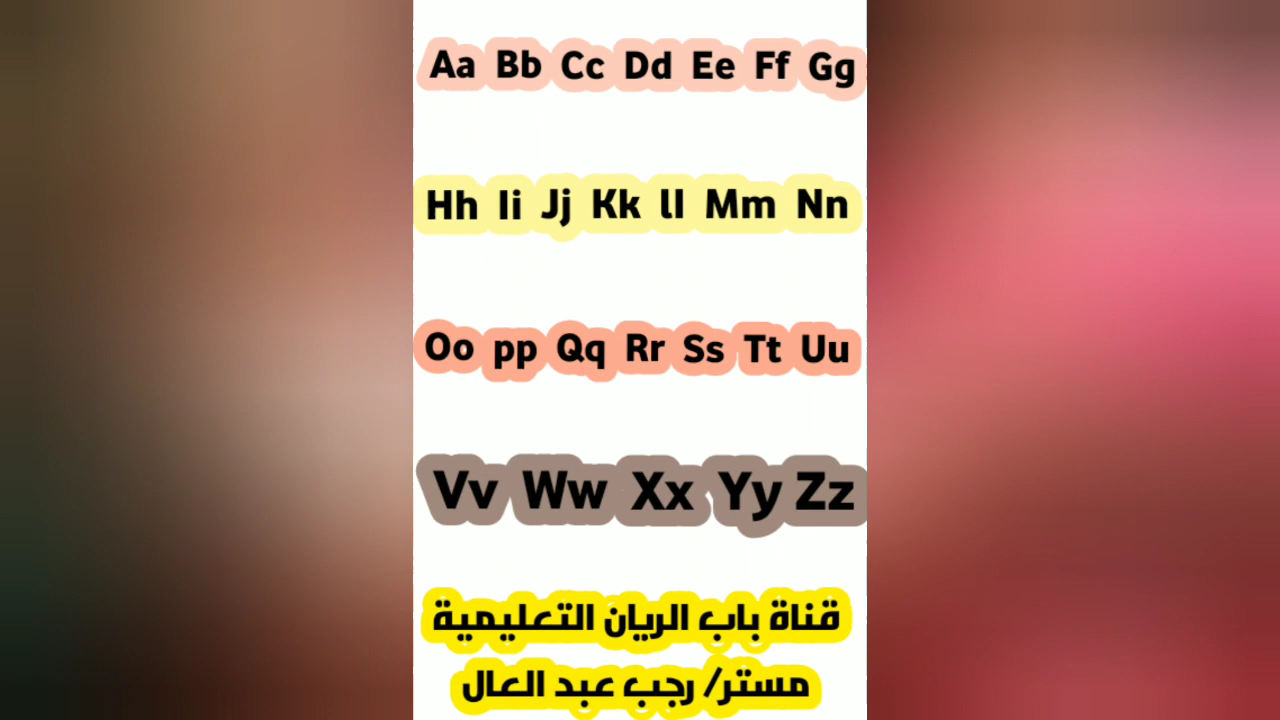 Aa Bb Cc Dd Ee Ff Gg
Hh Ii Jj Kk lI Mm Nn
Oo pp Qq Rr Ss Tt Uu
Vv Ww Xx Yy Zz
قناة باب الريان التعليمية
مستر/ رجب عبد العال